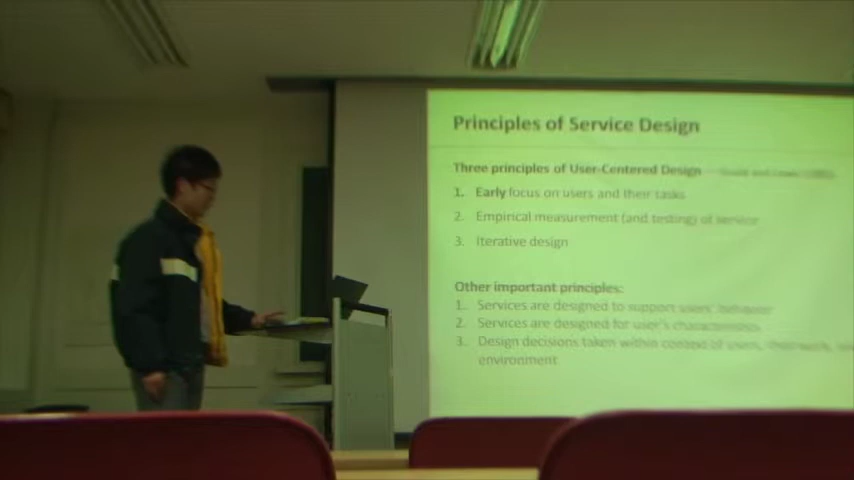 Principles of Service Design
Three principles of User-Centered Design
1. Early focus on users and their tasks
2. Empirical measurement (and testing) of service
3. Iterative design
Other important principles:
1. Services are designed to support users' behavior
2. Services are designed for user's characteristics
3. Design decisions taken within context of users, their work,
environment